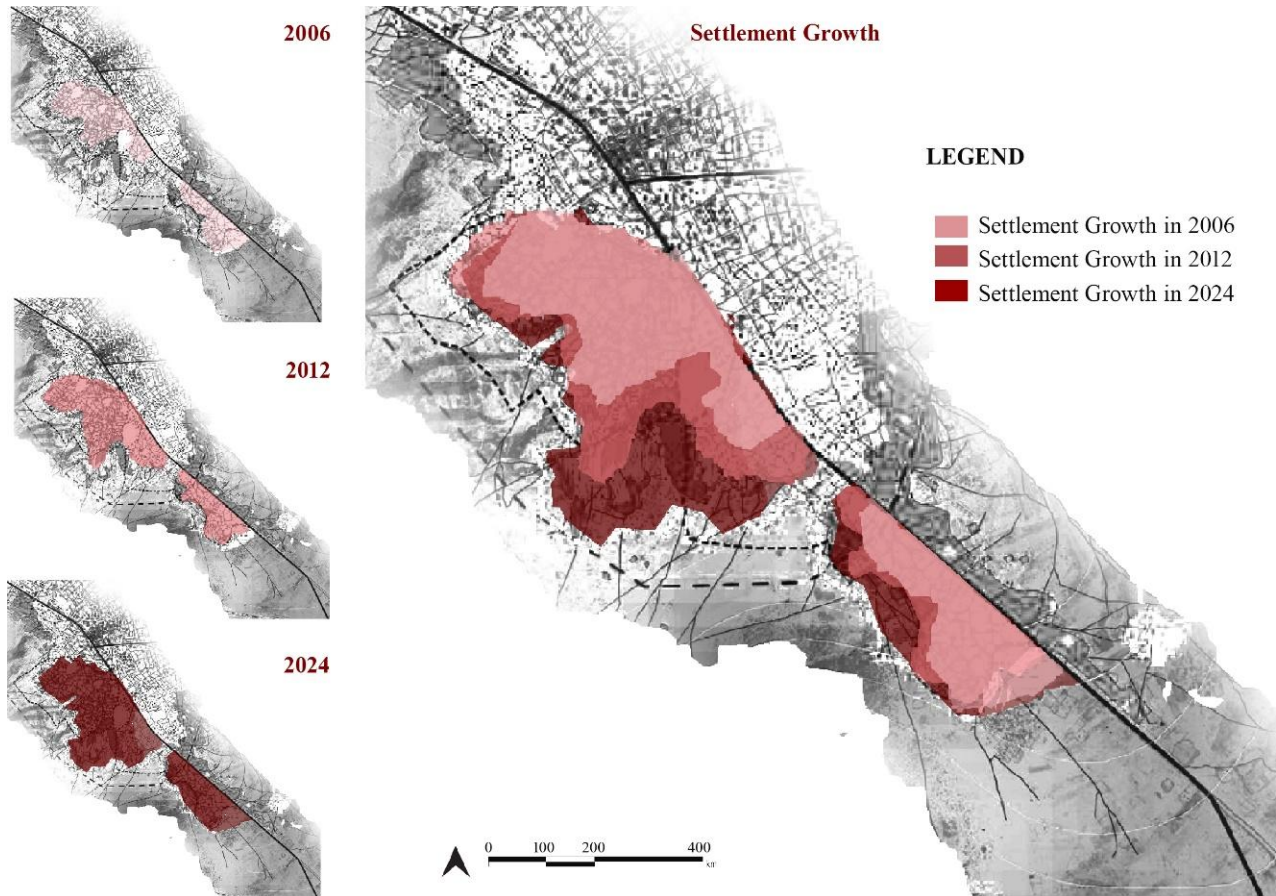 2006
Settlement Growth
LEGEND
Settlement Growth in 2006
Settlement Growth in 2012
Settlement Growth in 2024
2012
2024
0 100 200 400